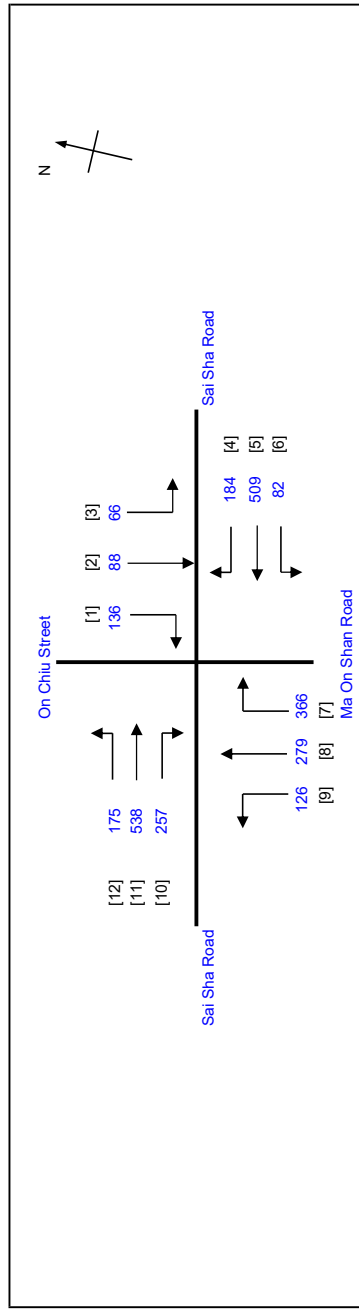 N
On Chiu Street
[1] [2] [3]
136 88 66
[12] 175
[11] 538
[10] 257
Sai Sha Road
Sai Sha Road
184 [4]
509 [5]
82 [6]
126 279 366
[9] [8] [7]
Ma On Shan Road